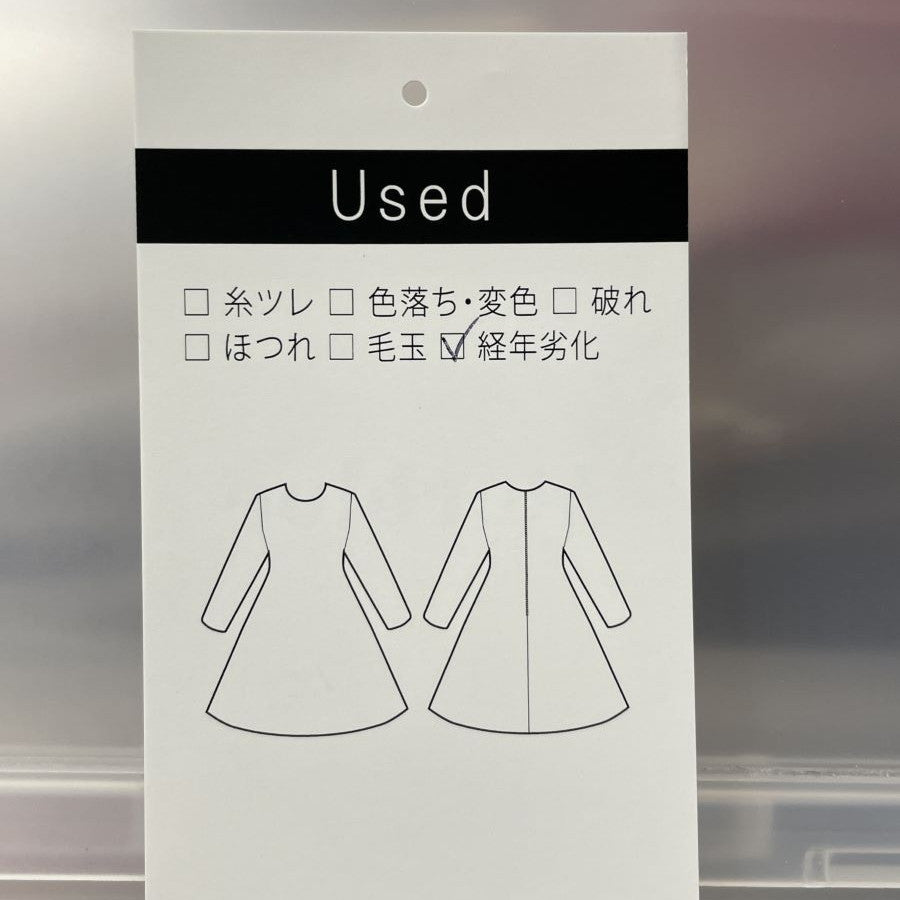 Used
□ 糸ツレ □ 色落ち・変色 □ 破れ
□ ほつれ □ 毛玉 ☑ 経年劣化